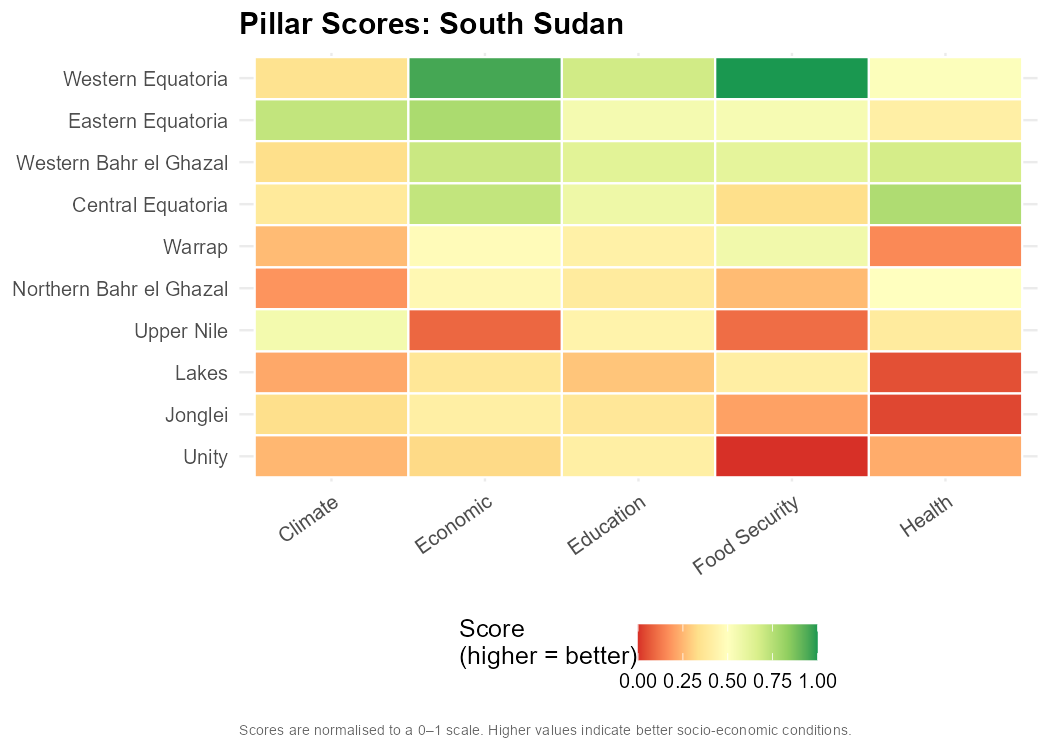 Pillar Scores: South Sudan
Western Equatoria
Eastern Equatoria
Western Bahr el Ghazal
Central Equatoria
Warrap
Northern Bahr el Ghazal
Upper Nile
Lakes
Jonglei
Unity
Climate
Economic
Education
Food Security
Health
Score
(higher = better)
0.00 0.25 0.50 0.75 1.00
Scores are normalised to a 0–1 scale. Higher values indicate better socio-economic conditions.